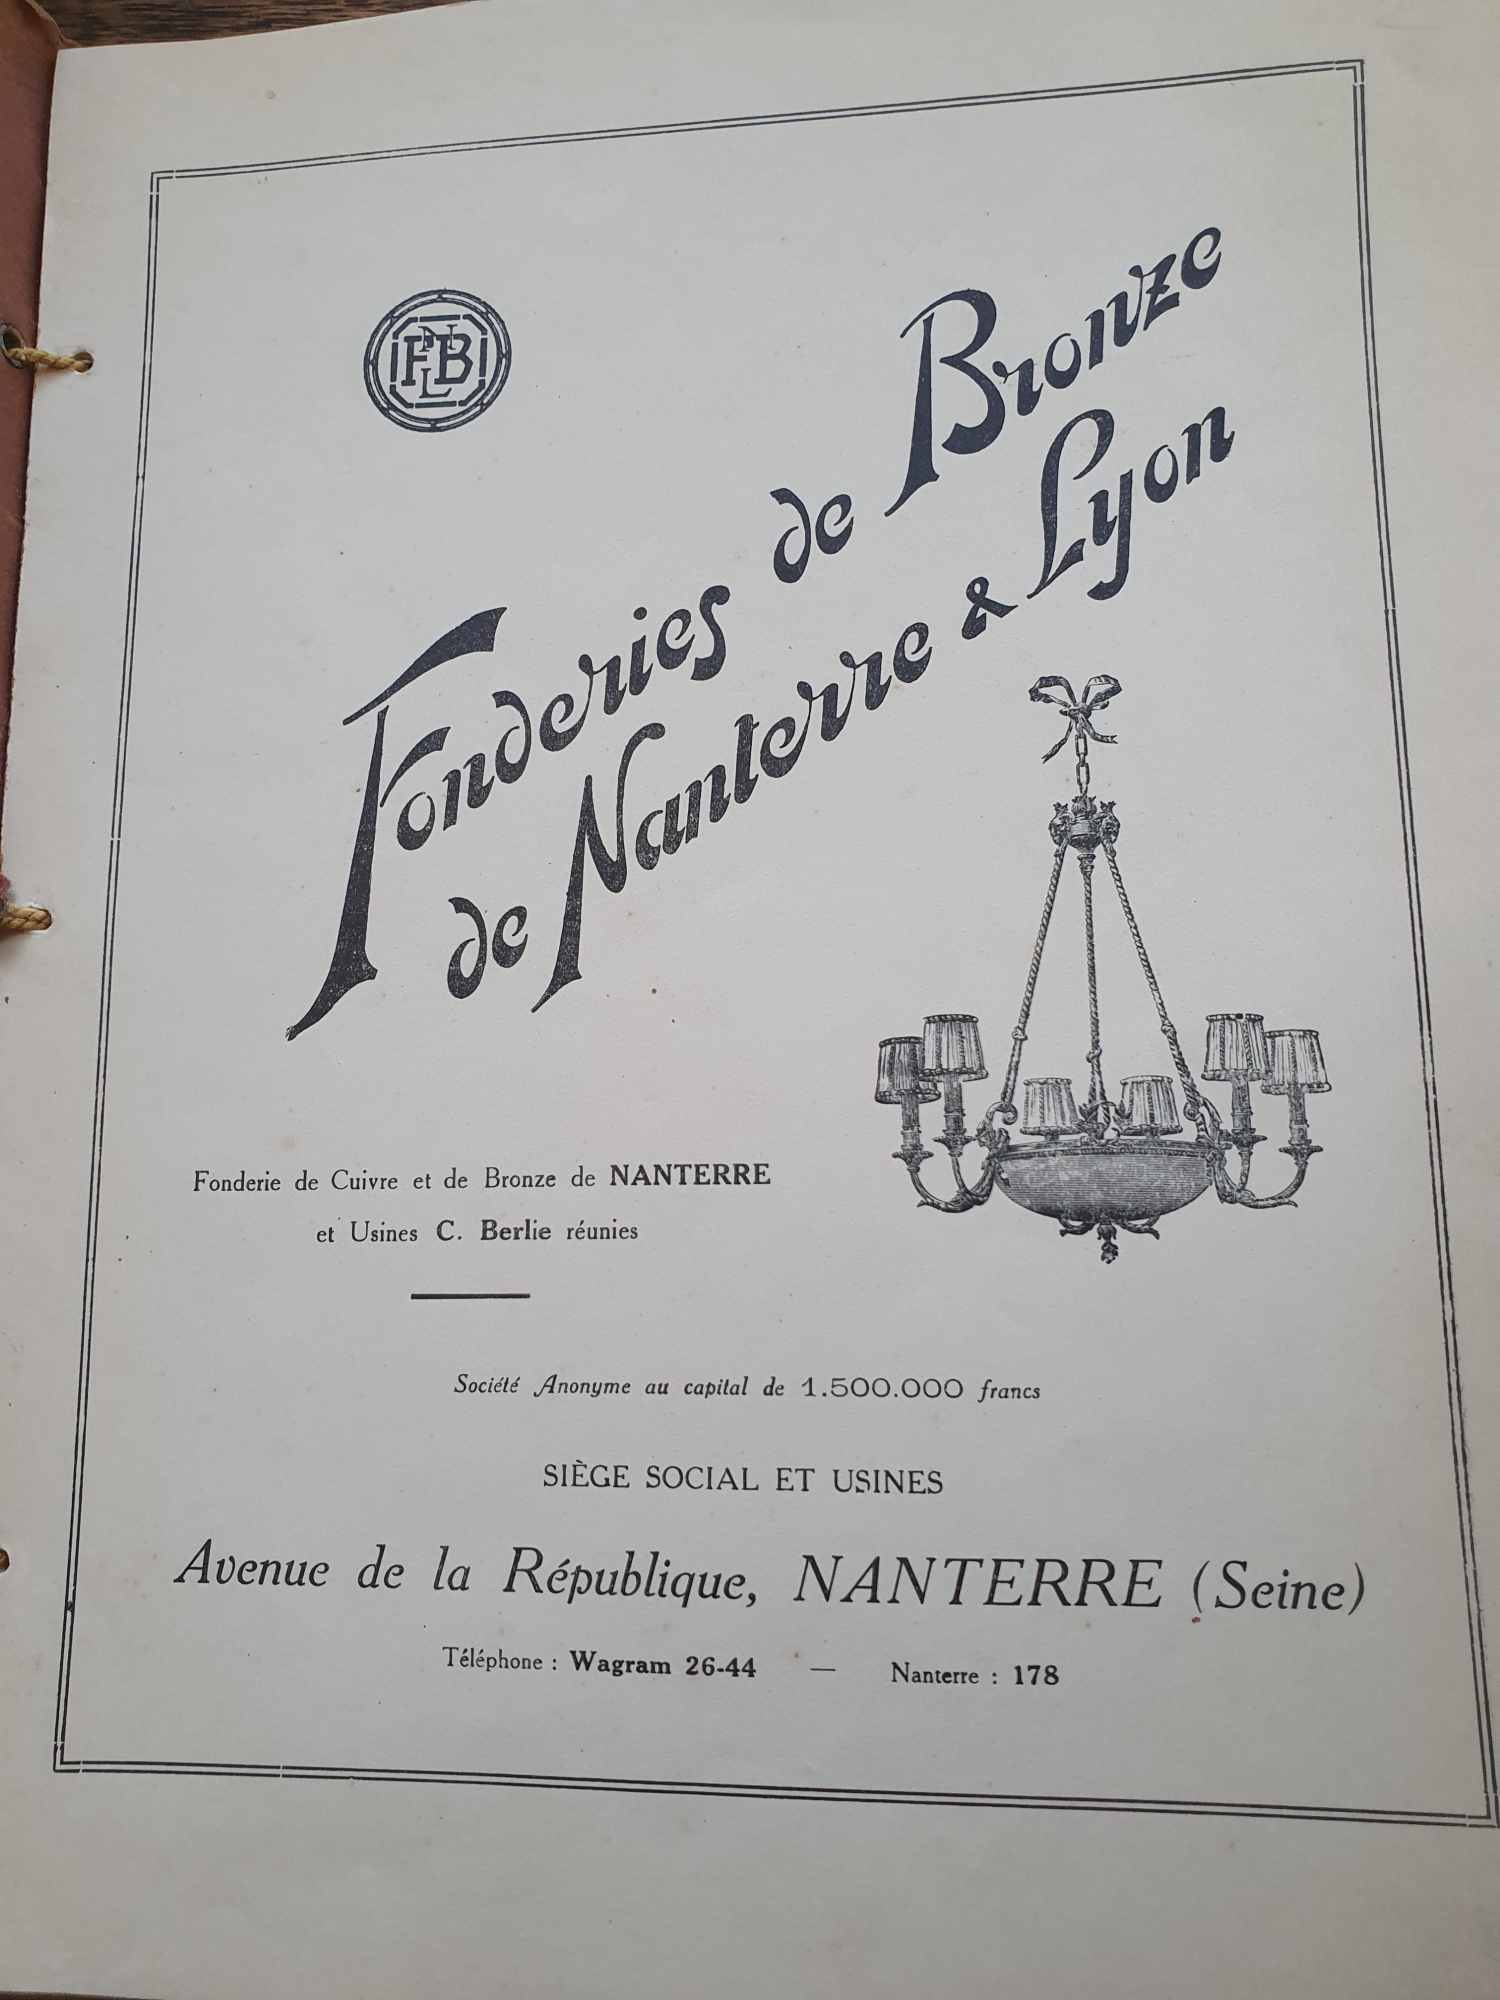 FNBL
Fonderies de Bronze
de Nanterre & Lyon
Fonderie de Cuivre et de Bronze de NANTERRE
et Usines C. Berlie réunies
Société Anonyme au capital de 1.500.000 francs
SIÈGE SOCIAL ET USINES
Avenue de la République, NANTERRE (Seine)
Téléphone : Wagram 26-44 — Nanterre : 178